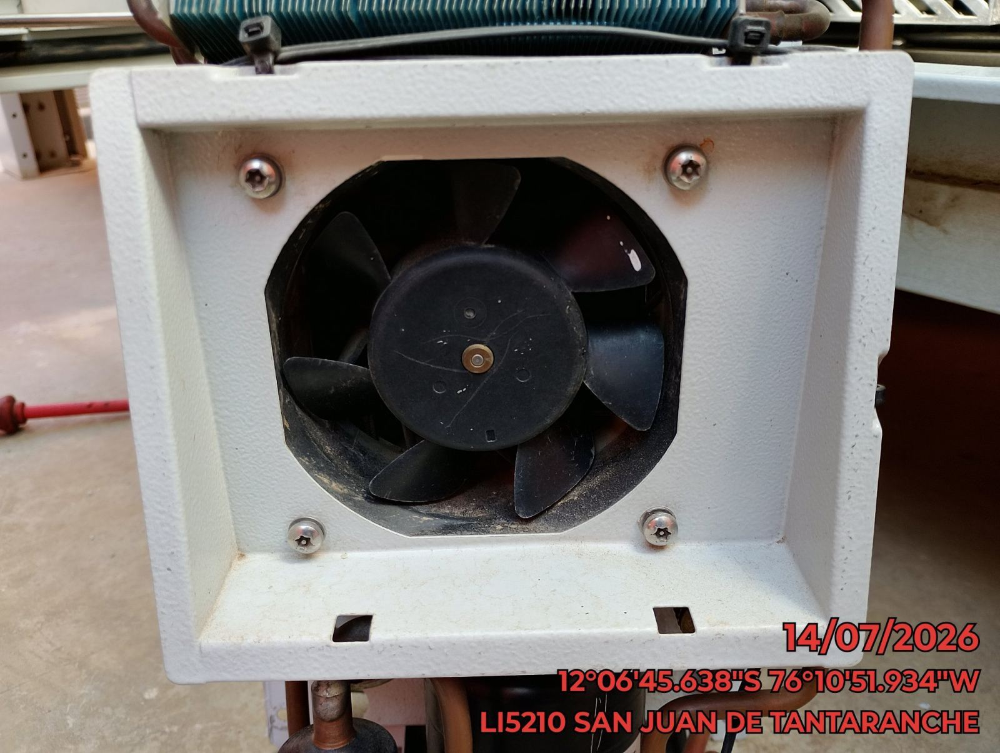 14/07/2026
12°06'45.638"S 76°10'51.934"W
LI5210 SAN JUAN DE TANTARANCHE